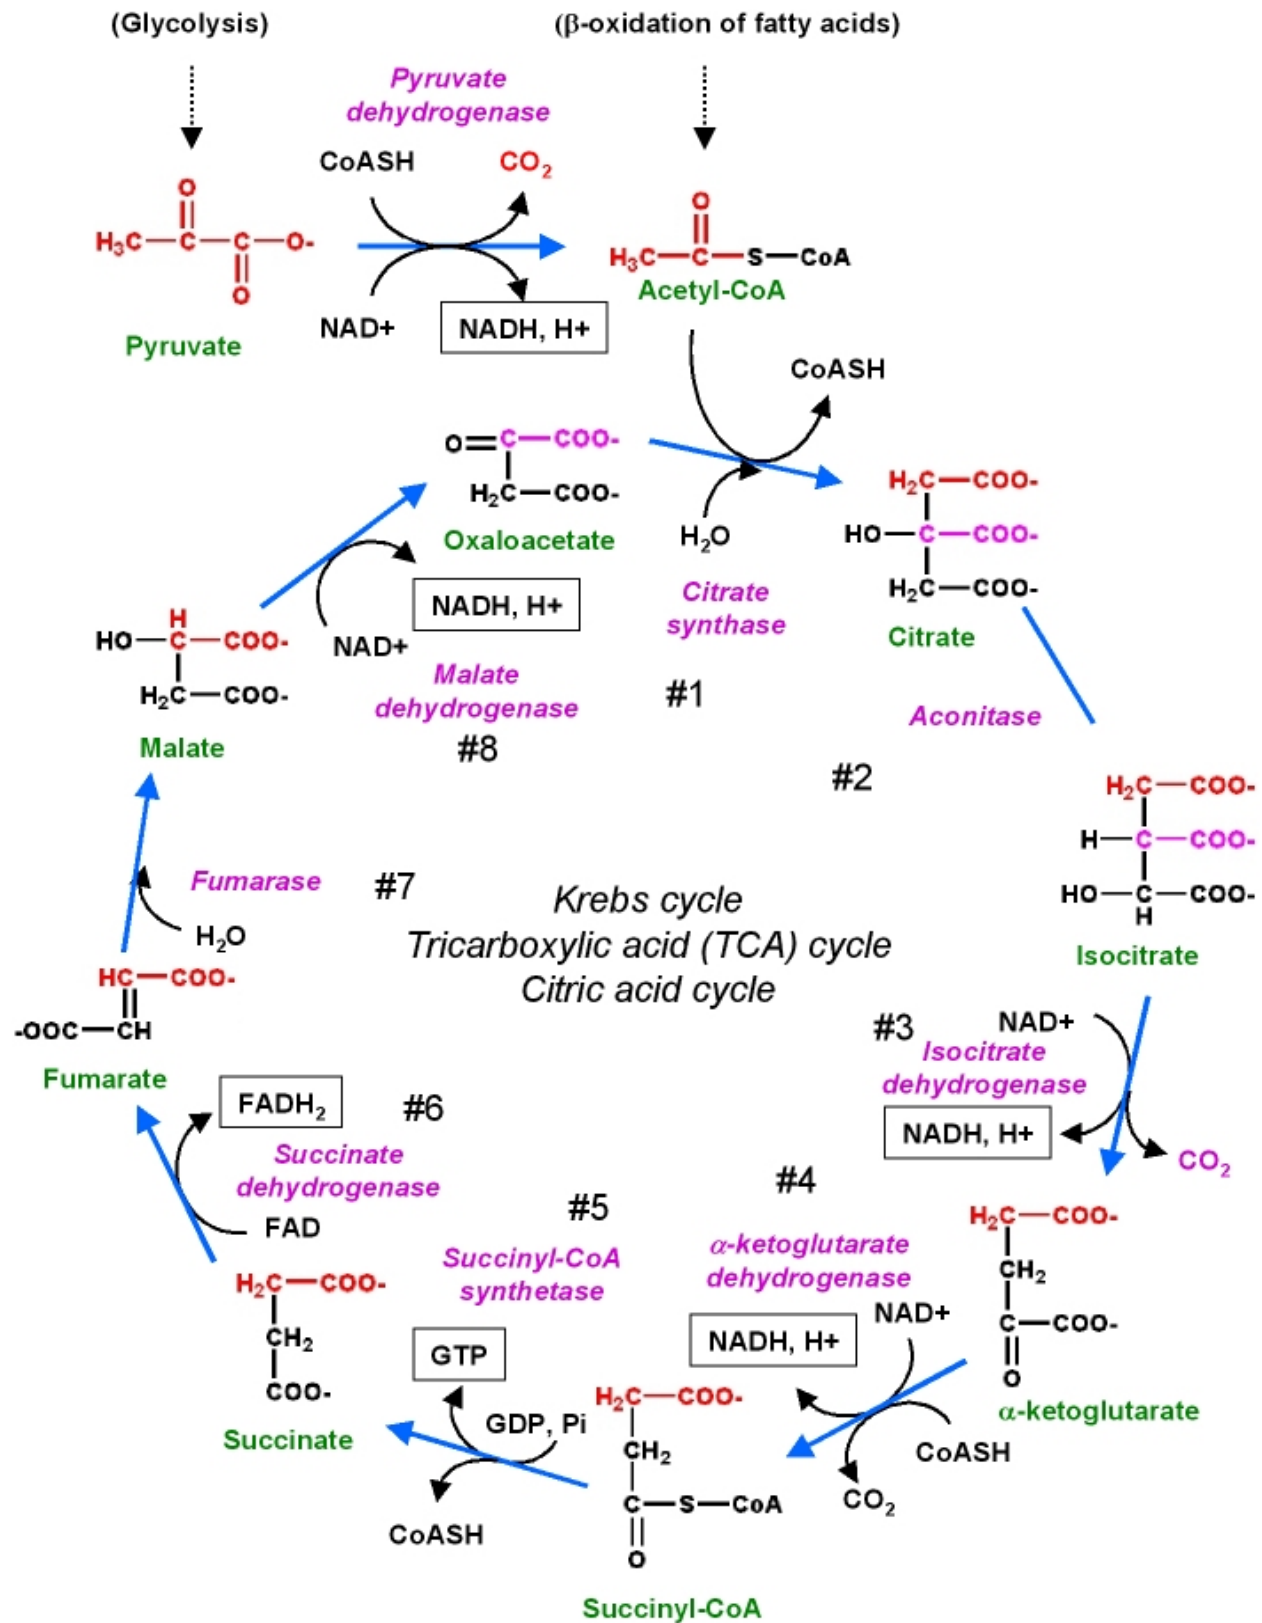 (Glycolysis)
(β-oxidation of fatty acids)
Pyruvate
dehydrogenase
CoASH
CO₂
O
H₃C—C—C—O-
O
Pyruvate
NAD+
NADH, H+
O
H₃C—C—S—CoA
Acetyl-CoA
CoASH
O=C—COO-
H₂C—COO-
Oxaloacetate
H₂O
Citrate
synthase
#1
H₂C—COO-
HO—C—COO-
H₂C—COO-
Citrate
Aconitase
#2
H₂C—COO-
H—C—COO-
HO—C—COO-
H
Isocitrate
#3
NAD+
Isocitrate
dehydrogenase
NADH, H+
CO₂
H₂C—COO-
CH₂
C—COO-
O
α-ketoglutarate
#4
α-ketoglutarate
dehydrogenase
NAD+
NADH, H+
CoASH
CO₂
H₂C—COO-
CH₂
C—S—CoA
O
Succinyl-CoA
#5
Succinyl-CoA
synthetase
GTP
GDP, Pi
CoASH
H₂C—COO-
CH₂
COO-
Succinate
#6
FADH₂
Succinate
dehydrogenase
FAD
HC—COO-
-OOC—CH
Fumarate
Fumarase
#7
H₂O
H
HO—C—COO-
H₂C—COO-
Malate
NADH, H+
NAD+
Malate
dehydrogenase
#8
Krebs cycle
Tricarboxylic acid (TCA) cycle
Citric acid cycle